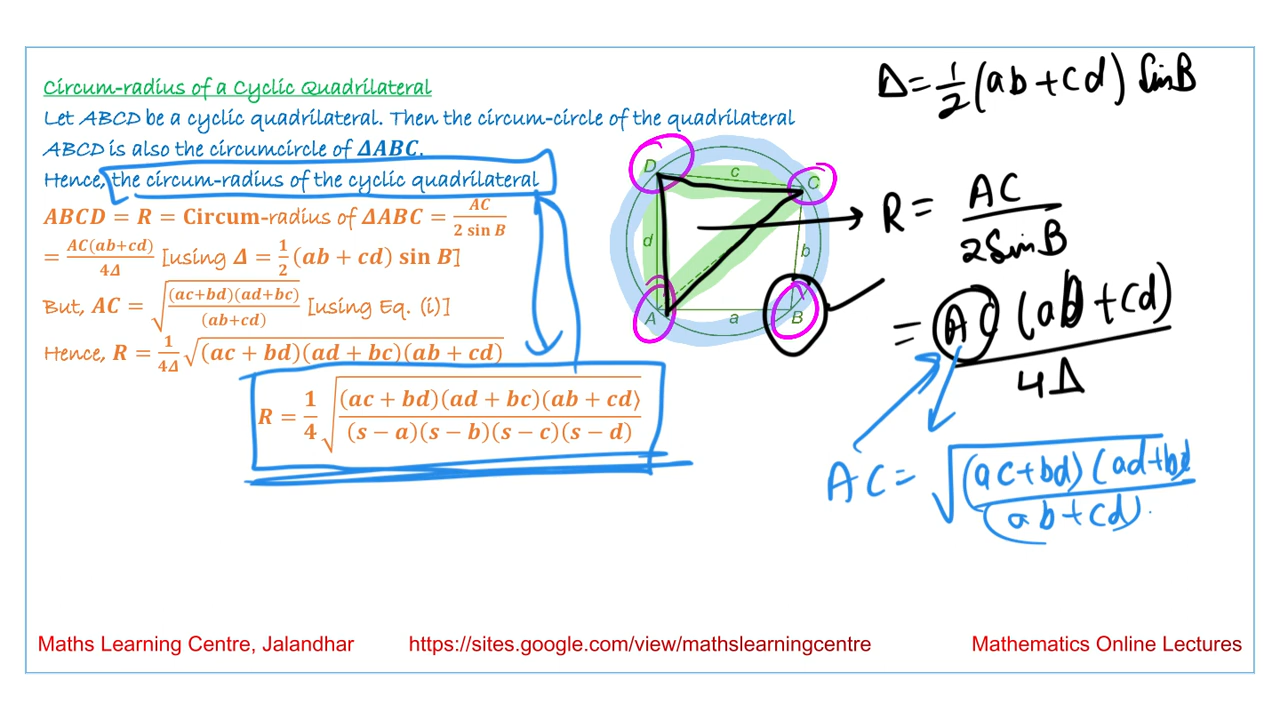 Circum-radius of a Cyclic Quadrilateral
Let ABCD be a cyclic quadrilateral. Then the circum-circle of the quadrilateral
ABCD is also the circumcircle of ΔABC.
Hence, the circum-radius of the cyclic quadrilateral
ABCD = R = Circum-radius of ΔABC = AC / 2 sin B
= AC(ab+cd) / 4Δ [using Δ = 1/2 (ab + cd) sin B]
But, AC = √((ac+bd)(ad+bc) / (ab+cd)) [using Eq. (i)]
Hence, R = 1/4Δ √((ac + bd)(ad + bc)(ab + cd))
R = 1/4 √((ac + bd)(ad + bc)(ab + cd) / (s − a)(s − b)(s − c)(s − d))
D c C
d b
A a B
Δ = 1/2 (ab + cd) SinB
R = AC / 2SinB
= AC (ab + cd) / 4Δ
AC = √((ac+bd)(ad+bc) / (ab+cd))
Maths Learning Centre, Jalandhar https://sites.google.com/view/mathslearningcentre Mathematics Online Lectures